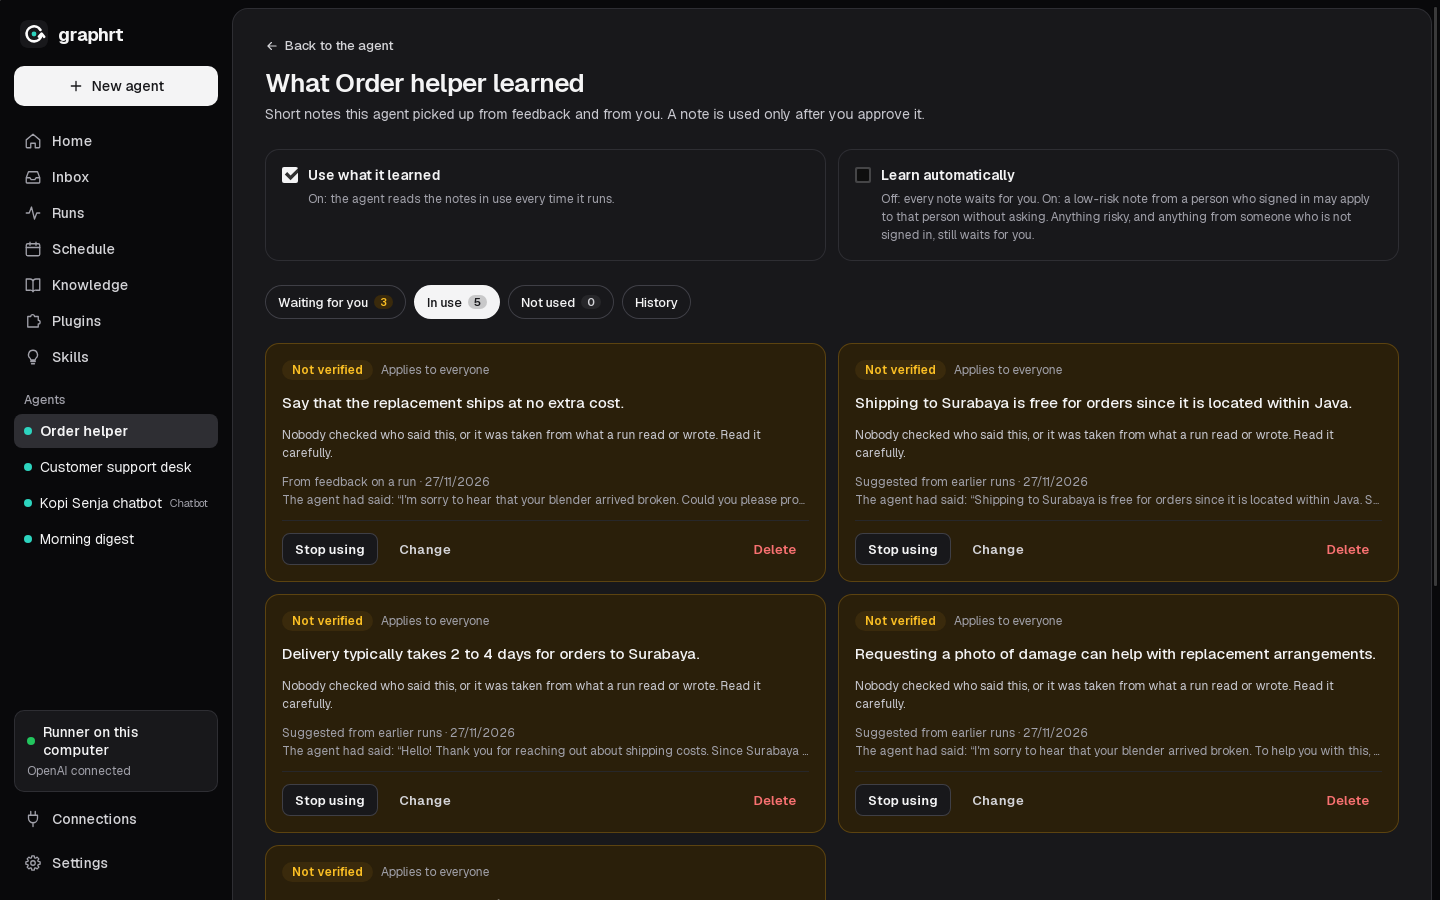 graphrt
New agent
Home
Inbox
Runs
Schedule
Knowledge
Plugins
Skills
Agents
Order helper
Customer support desk
Kopi Senja chatbot Chatbot
Morning digest
Runner on this
computer
OpenAI connected
Connections
Settings
Back to the agent
What Order helper learned
Short notes this agent picked up from feedback and from you. A note is used only after you approve it.
Use what it learned
On: the agent reads the notes in use every time it runs.
Learn automatically
Off: every note waits for you. On: a low-risk note from a person who signed in may apply
to that person without asking. Anything risky, and anything from someone who is not
signed in, still waits for you.
Waiting for you 3
In use 5
Not used 0
History
Not verified Applies to everyone
Say that the replacement ships at no extra cost.
Nobody checked who said this, or it was taken from what a run read or wrote. Read it
carefully.
From feedback on a run · 27/11/2026
The agent had said: “I'm sorry to hear that your blender arrived broken. Could you please pro…
Stop using Change Delete
Not verified Applies to everyone
Shipping to Surabaya is free for orders since it is located within Java.
Nobody checked who said this, or it was taken from what a run read or wrote. Read it
carefully.
Suggested from earlier runs · 27/11/2026
The agent had said: “Shipping to Surabaya is free for orders since it is located within Java. S…
Stop using Change Delete
Not verified Applies to everyone
Delivery typically takes 2 to 4 days for orders to Surabaya.
Nobody checked who said this, or it was taken from what a run read or wrote. Read it
carefully.
Suggested from earlier runs · 27/11/2026
The agent had said: “Hello! Thank you for reaching out about shipping costs. Since Surabaya …
Stop using Change Delete
Not verified Applies to everyone
Requesting a photo of damage can help with replacement arrangements.
Nobody checked who said this, or it was taken from what a run read or wrote. Read it
carefully.
Suggested from earlier runs · 27/11/2026
The agent had said: “I'm sorry to hear that your blender arrived broken. To help you with this, …
Stop using Change Delete
Not verified Applies to everyone